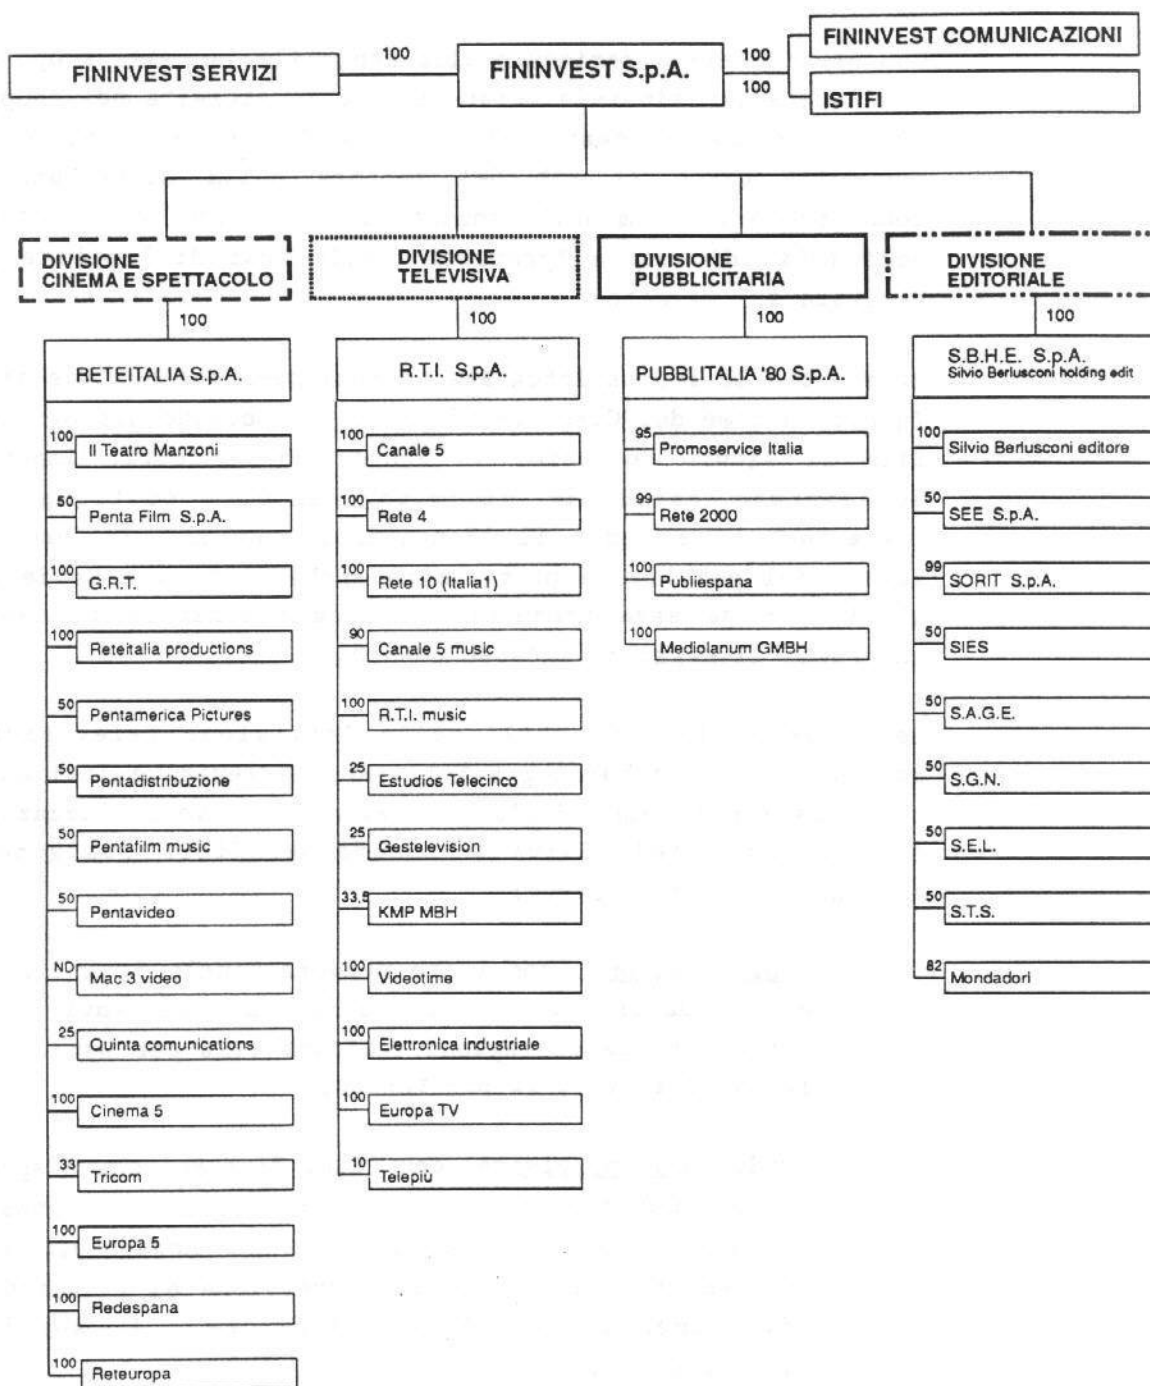 100
FININVEST SERVIZI
FININVEST S.p.A.
100
100
FININVEST COMUNICAZIONI
ISTIFI
DIVISIONE
CINEMA E SPETTACOLO
100
RETEITALIA S.p.A.
100
Il Teatro Manzoni
50
Penta Film S.p.A.
100
G.R.T.
100
Reteitalia productions
50
Pentamerica Pictures
50
Pentadistribuzione
50
Pentafilm music
50
Pentavideo
ND
Mac 3 video
25
Quinta comunications
100
Cinema 5
33
Tricom
100
Europa 5
100
Redespana
100
Reteuropa
DIVISIONE
TELEVISIVA
100
R.T.I. S.p.A.
100
Canale 5
100
Rete 4
100
Rete 10 (Italia1)
90
Canale 5 music
100
R.T.I. music
25
Estudios Telecinco
25
Gestelevision
33,5
KMP MBH
100
Videotime
100
Elettronica industriale
100
Europa TV
10
Telepiù
DIVISIONE
PUBBLICITARIA
100
PUBBLITALIA '80 S.p.A.
95
Promoservice Italia
99
Rete 2000
100
Publiespana
100
Mediolanum GMBH
DIVISIONE
EDITORIALE
100
S.B.H.E. S.p.A.
Silvio Berlusconi holding edit
100
Silvio Berlusconi editore
50
SEE S.p.A.
99
SORIT S.p.A.
50
SIES
50
S.A.G.E.
50
S.G.N.
50
S.E.L.
50
S.T.S.
82
Mondadori